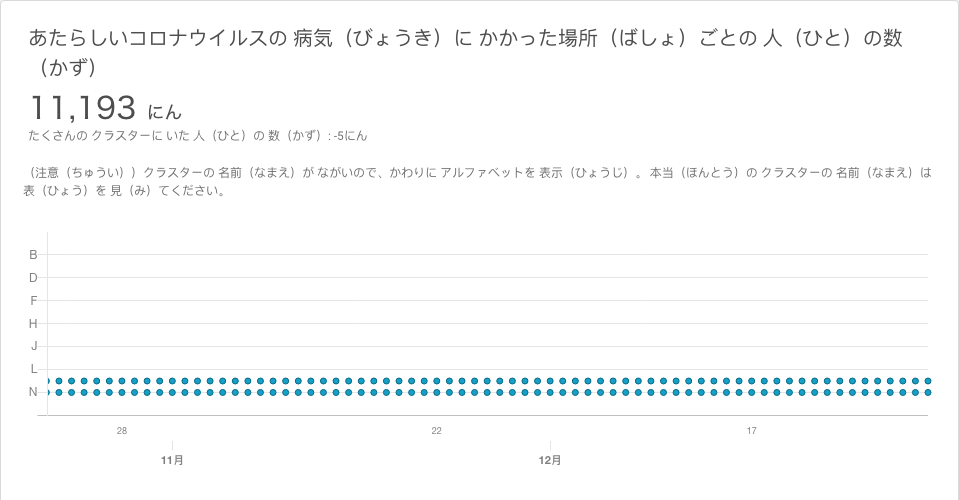 あたらしいコロナウイルスの 病気（びょうき）に かかった場所（ばしょ）ごとの 人（ひと）の数
（かず）
11,193 にん
たくさんの クラスターに いた 人（ひと）の 数（かず）: -5にん
（注意（ちゅうい））クラスターの 名前（なまえ）が ながいので、かわりに アルファベットを 表示（ひょうじ）。 本当（ほんとう）の クラスターの 名前（なまえ）は
表（ひょう）を 見（み）てください。
B
D
F
H
J
L
N
28 22 17
11月 12月